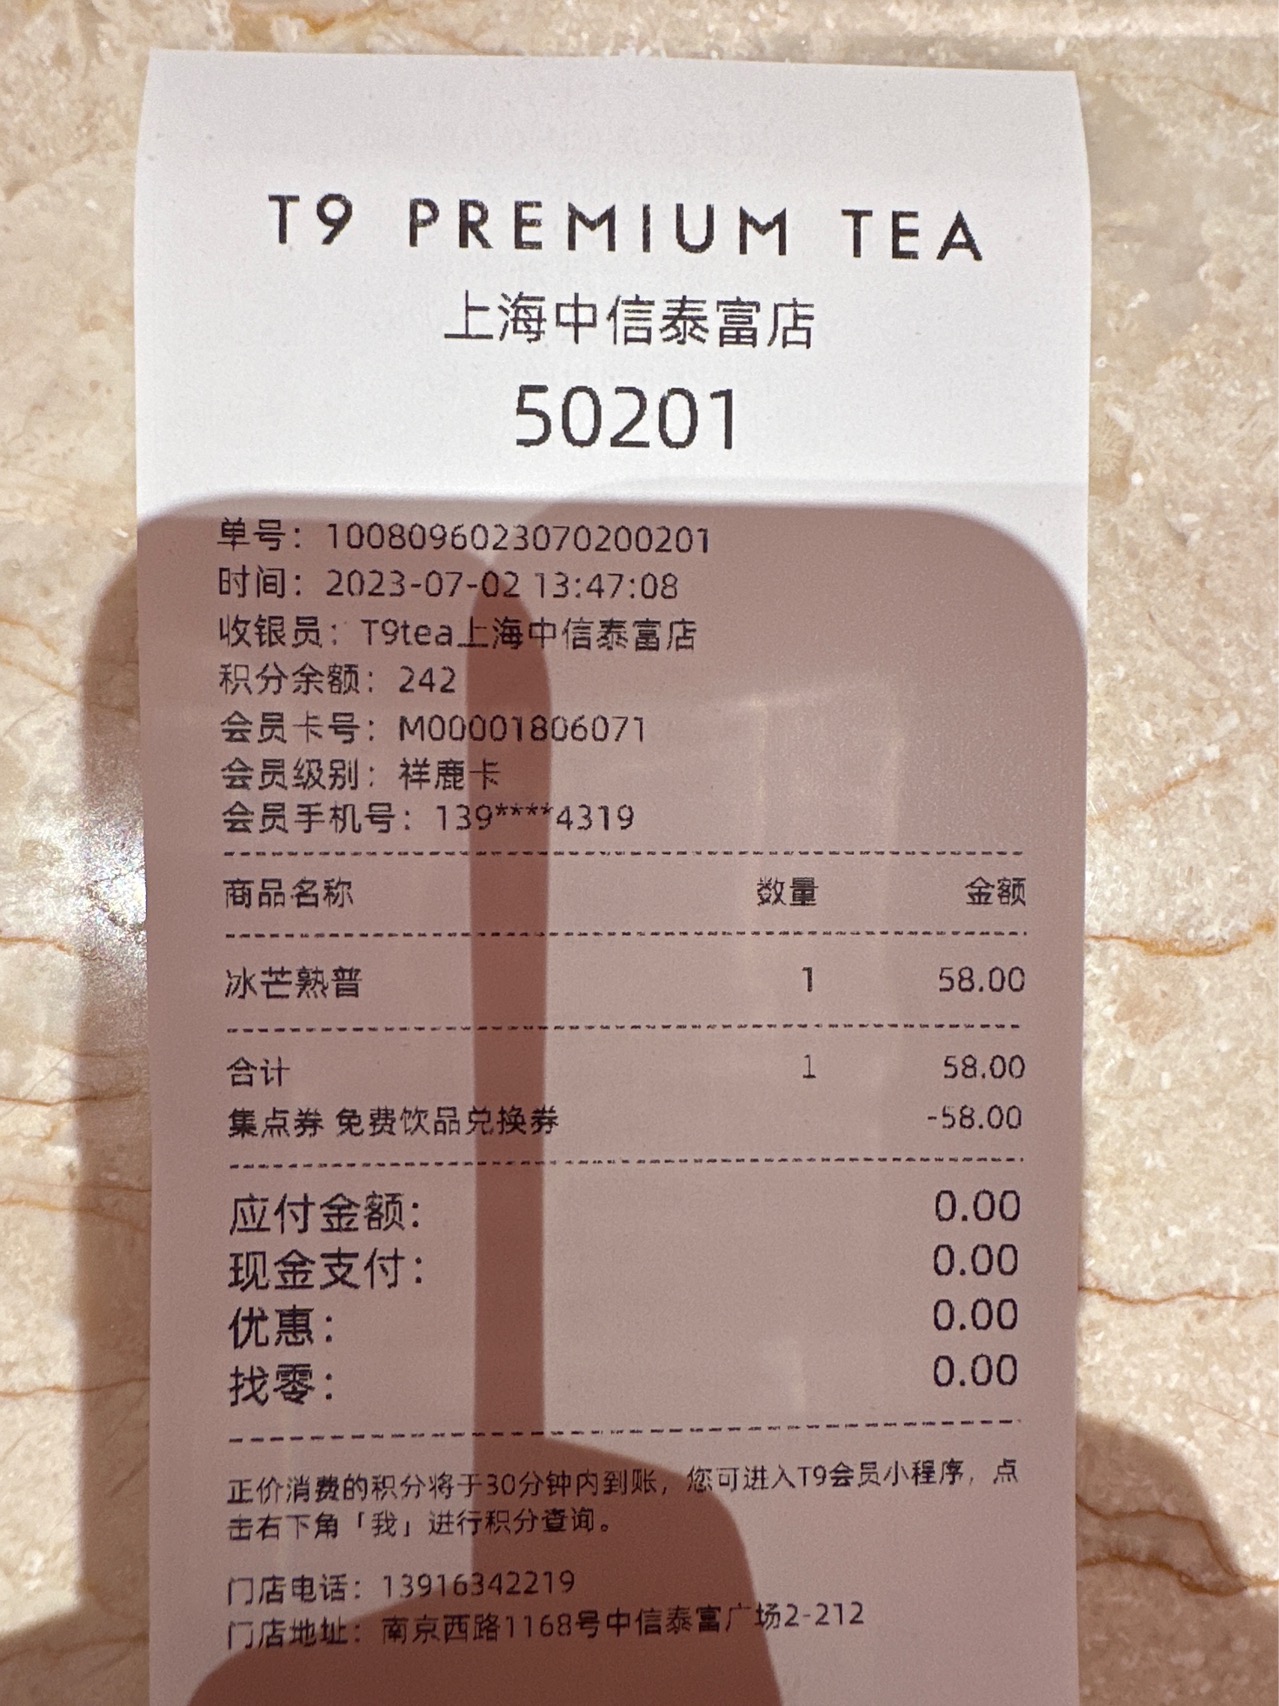 T9 PREMIUM TEA
上海中信泰富店
50201
单号：1008096023070200201
时间：2023-07-02 13:47:08
收银员：T9tea上海中信泰富店
积分余额：242
会员卡号：M00001806071
会员级别：祥鹿卡
会员手机号：139****4319
商品名称 数量 金额
冰芒熟普 1 58.00
合计 1 58.00
集点券 免费饮品兑换券 -58.00
应付金额： 0.00
现金支付： 0.00
优惠： 0.00
找零： 0.00
正价消费的积分将于30分钟内到账，您可进入T9会员小程序，点
击右下角「我」进行积分查询。
门店电话：13916342219
门店地址：南京西路1168号中信泰富广场2-212